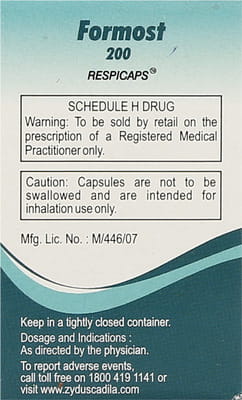 Formost
200
RESPICAPS™
SCHEDULE H DRUG
Warning: To be sold by retail on the
prescription of a Registered Medical
Practitioner only.
Caution: Capsules are not to be
swallowed and are intended for
inhalation use only.
Mfg. Lic. No. : M/446/07
Keep in a tightly closed container.
Dosage and Indications :
As directed by the physician.
To report adverse events,
call toll free on 1800 419 1141 or
visit www.zyduscadila.com